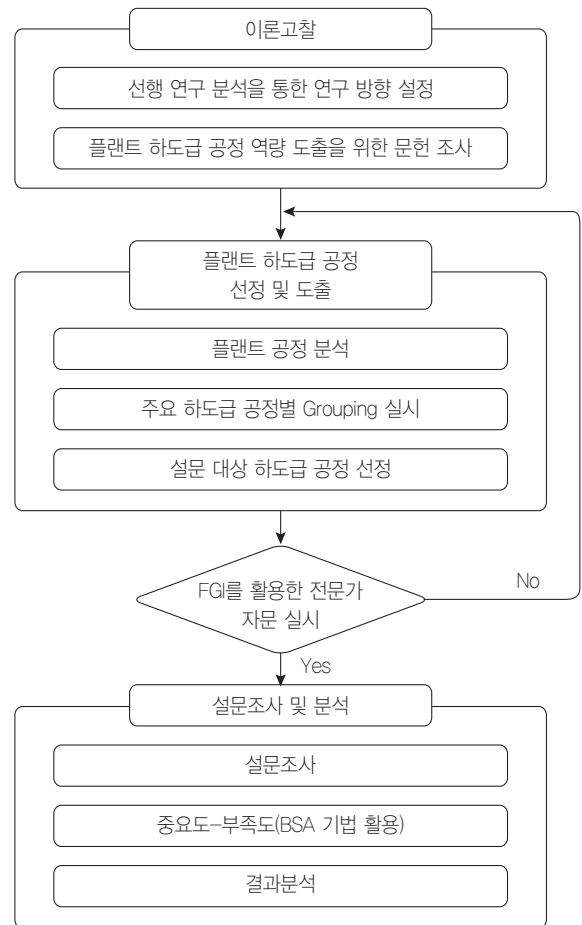 이론고찰
선행 연구 분석을 통한 연구 방향 설정
플랜트 하도급 공정 역량 도출을 위한 문헌 조사
플랜트 하도급 공정
선정 및 도출
플랜트 공정 분석
주요 하도급 공정별 Grouping 실시
설문 대상 하도급 공정 선정
FGI를 활용한 전문가
자문 실시
No
Yes
설문조사 및 분석
설문조사
중요도-부족도(BSA 기법 활용)
결과분석